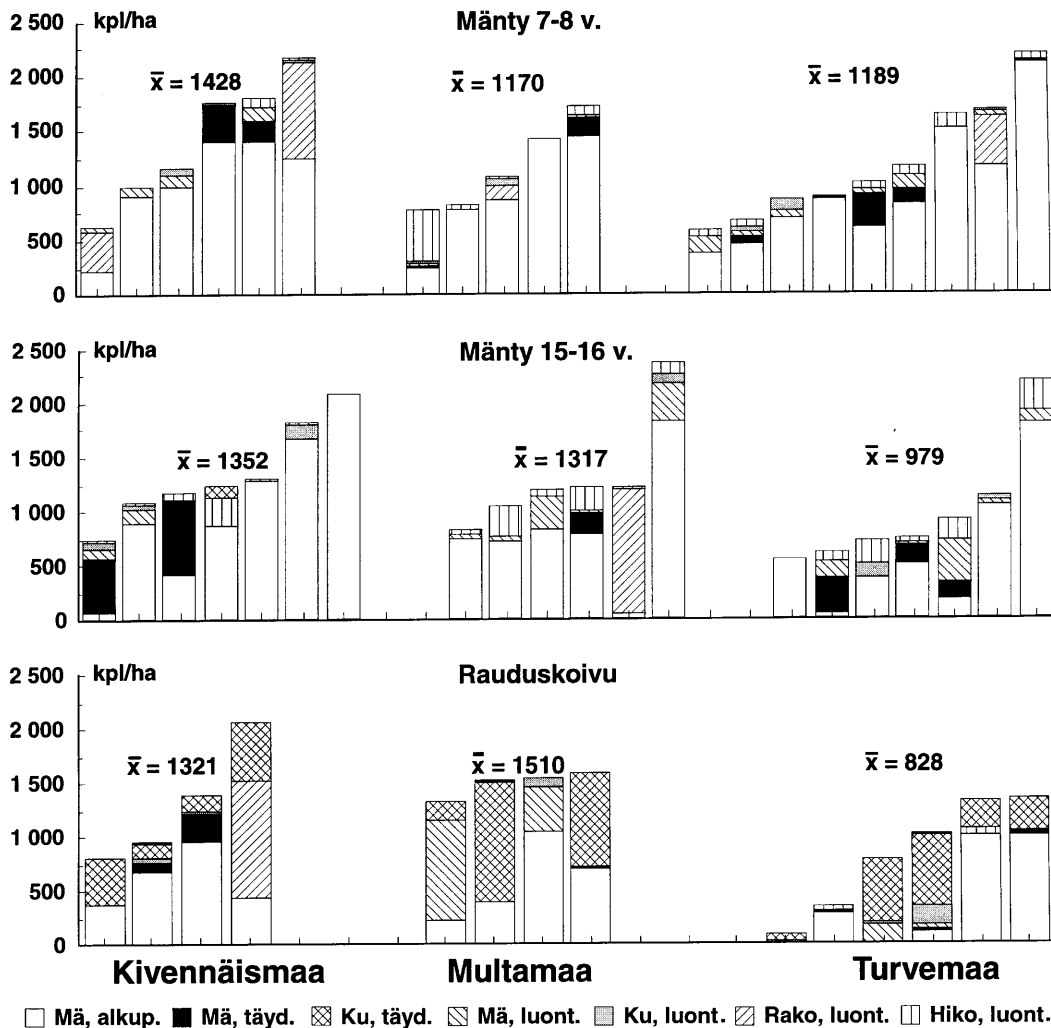 2 500 kpl/ha Mänty 7-8 v.
2 000
x̄ = 1428 x̄ = 1170 x̄ = 1189
1 500
1 000
500
0
2 500 kpl/ha Mänty 15-16 v.
2 000
1 500
x̄ = 1352 x̄ = 1317 x̄ = 979
1 000
500
0
2 500 kpl/ha Rauduskoivu
2 000
x̄ = 1321 x̄ = 1510 x̄ = 828
1 500
1 000
500
0
Kivennäismaa Multamaa Turvemaa
Mä, alkup. Mä, täyd. Ku, täyd. Mä, luont. Ku, luont. Rako, luont. Hiko, luont.